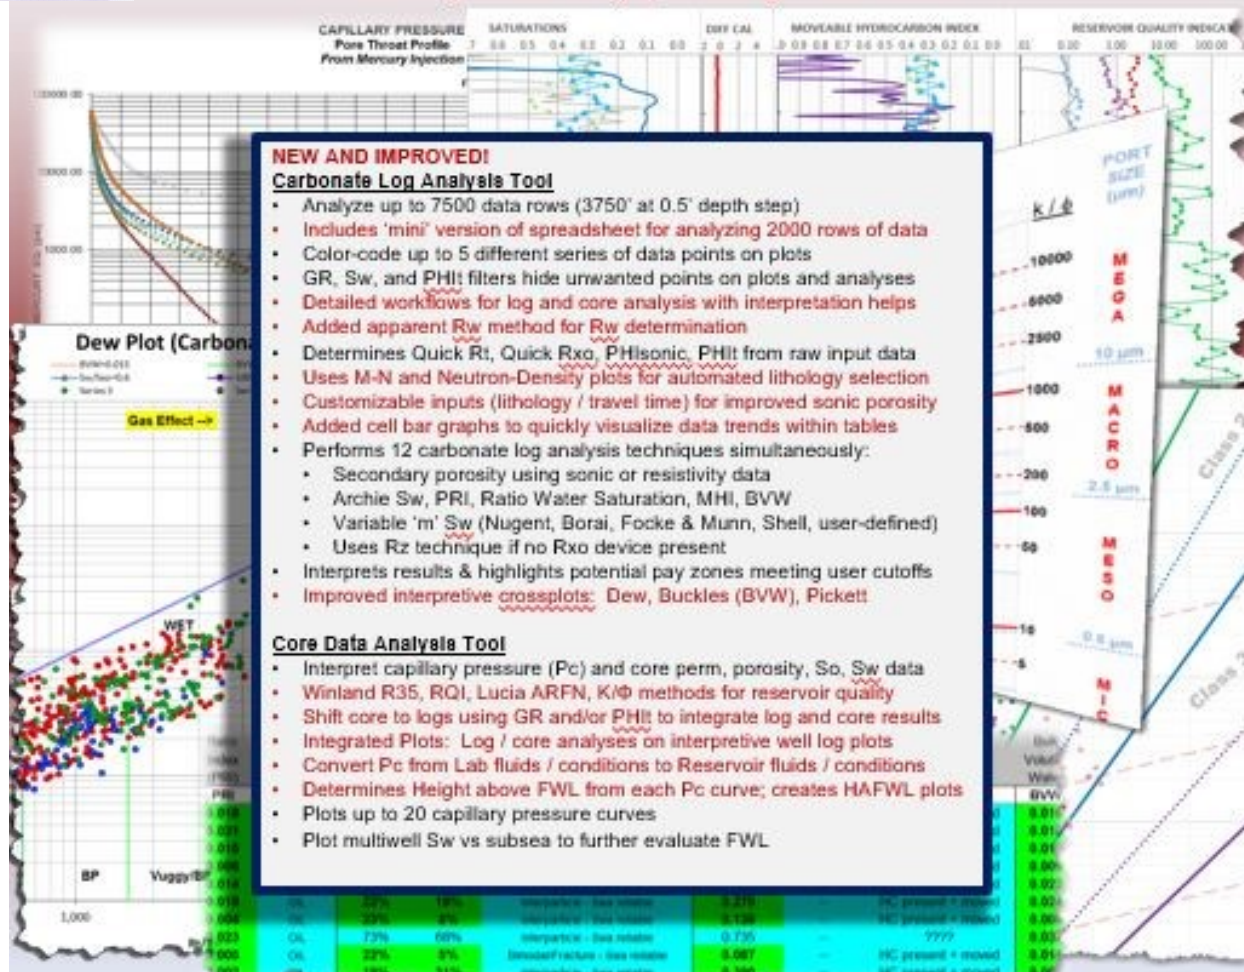 CAPILLARY PRESSURE
Pore Throat Profile
From Mercury Injection
SATURATIONS
DIFF CAL
MOVEABLE HYDROCARBON INDEX
RESERVOIR QUALITY INDICA
PORT
SIZE
(µm)
k / ϕ
10000
5000
2500
10 µm
1000
500
200
2.5 µm
100
50
0.5 µm
10
5
MEGA
MACRO
MESO
MIC
Class 2
Class
Dew Plot (Carbona
Gas Effect -->
WET
BP
Vuggy/BP
1,000
NEW AND IMPROVED!
Carbonate Log Analysis Tool
• Analyze up to 7500 data rows (3750' at 0.5' depth step)
• Includes 'mini' version of spreadsheet for analyzing 2000 rows of data
• Color-code up to 5 different series of data points on plots
• GR, Sw, and PHIt filters hide unwanted points on plots and analyses
• Detailed workflows for log and core analysis with interpretation helps
• Added apparent Rw method for Rw determination
• Determines Quick Rt, Quick Rxo, PHIsonic, PHIt from raw input data
• Uses M-N and Neutron-Density plots for automated lithology selection
• Customizable inputs (lithology / travel time) for improved sonic porosity
• Added cell bar graphs to quickly visualize data trends within tables
• Performs 12 carbonate log analysis techniques simultaneously:
• Secondary porosity using sonic or resistivity data
• Archie Sw, PRI, Ratio Water Saturation, MHI, BVW
• Variable 'm' Sw (Nugent, Borai, Focke & Munn, Shell, user-defined)
• Uses Rz technique if no Rxo device present
• Interprets results & highlights potential pay zones meeting user cutoffs
• Improved interpretive crossplots: Dew, Buckles (BVW), Pickett
Core Data Analysis Tool
• Interpret capillary pressure (Pc) and core perm, porosity, So, Sw data
• Winland R35, RQI, Lucia ARFN, K/Φ methods for reservoir quality
• Shift core to logs using GR and/or PHIt to integrate log and core results
• Integrated Plots: Log / core analyses on interpretive well log plots
• Convert Pc from Lab fluids / conditions to Reservoir fluids / conditions
• Determines Height above FWL from each Pc curve; creates HAFWL plots
• Plots up to 20 capillary pressure curves
• Plot multiwell Sw vs subsea to further evaluate FWL